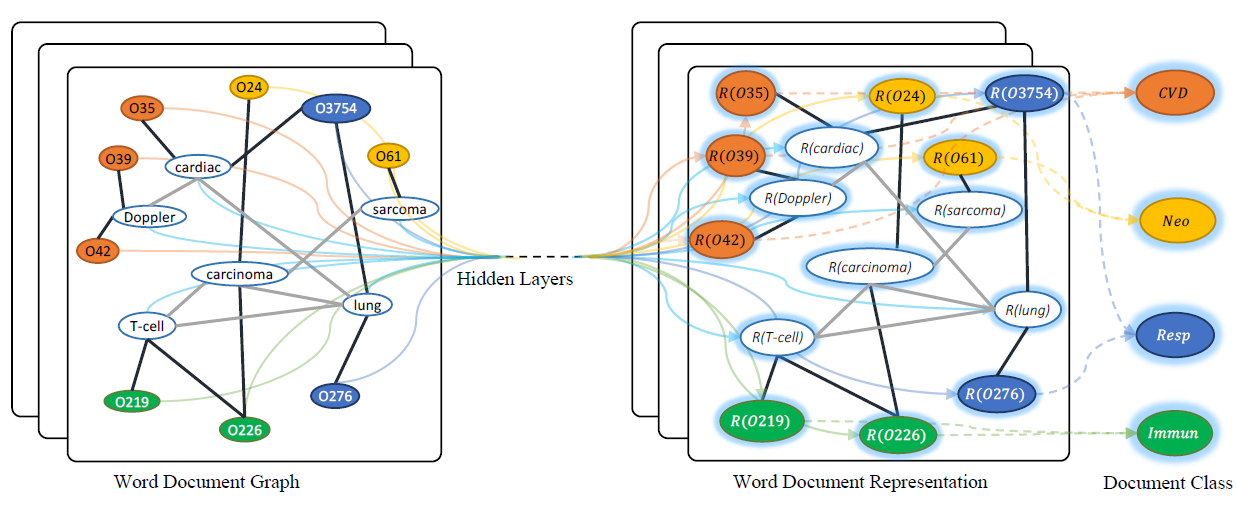 O24
O35
O3754
O39
cardiac
O61
Doppler
sarcoma
O42
carcinoma
lung
T-cell
O219
O276
O226
Word Document Graph
Hidden Layers
R(O35)
R(O24)
R(O3754)
R(O39)
R(cardiac)
R(O61)
R(Doppler)
R(sarcoma)
R(O42)
R(carcinoma)
R(lung)
R(T-cell)
R(O276)
R(O219)
R(O226)
Word Document Representation
CVD
Neo
Resp
Immun
Document Class